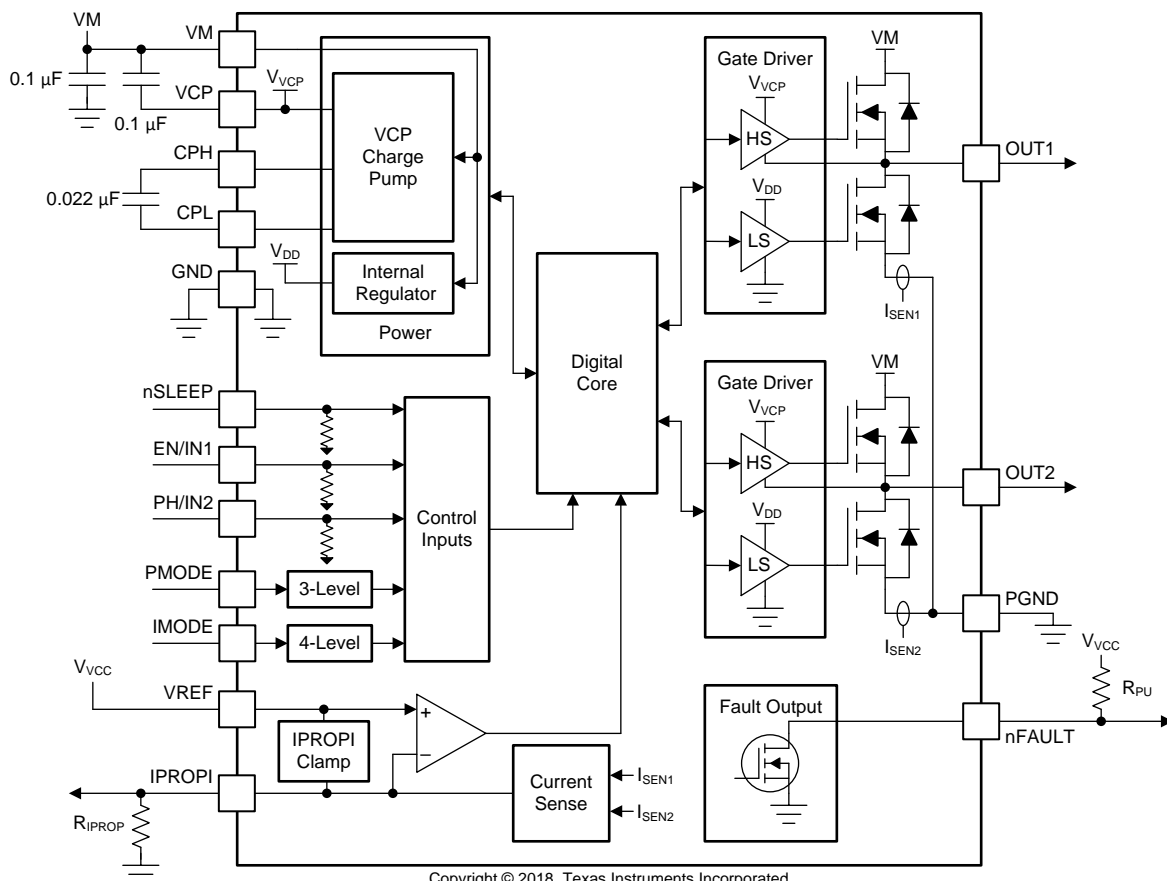 VM
0.1 µF
0.1 µF
0.022 µF
VM
VCP
CPH
CPL
GND
V_VCP
VCP
Charge
Pump
V_DD
Internal
Regulator
Power
nSLEEP
EN/IN1
PH/IN2
PMODE
IMODE
3-Level
4-Level
Control
Inputs
V_VCC
VREF
IPROPI
Clamp
+
−
IPROPI
R_IPROP
Current
Sense
I_SEN1
I_SEN2
Digital
Core
Gate Driver
V_VCP
HS
V_DD
LS
VM
I_SEN1
OUT1
Gate Driver
V_VCP
HS
V_DD
LS
VM
I_SEN2
OUT2
PGND
V_VCC
R_PU
Fault Output
nFAULT
Copyright © 2018, Texas Instruments Incorporated